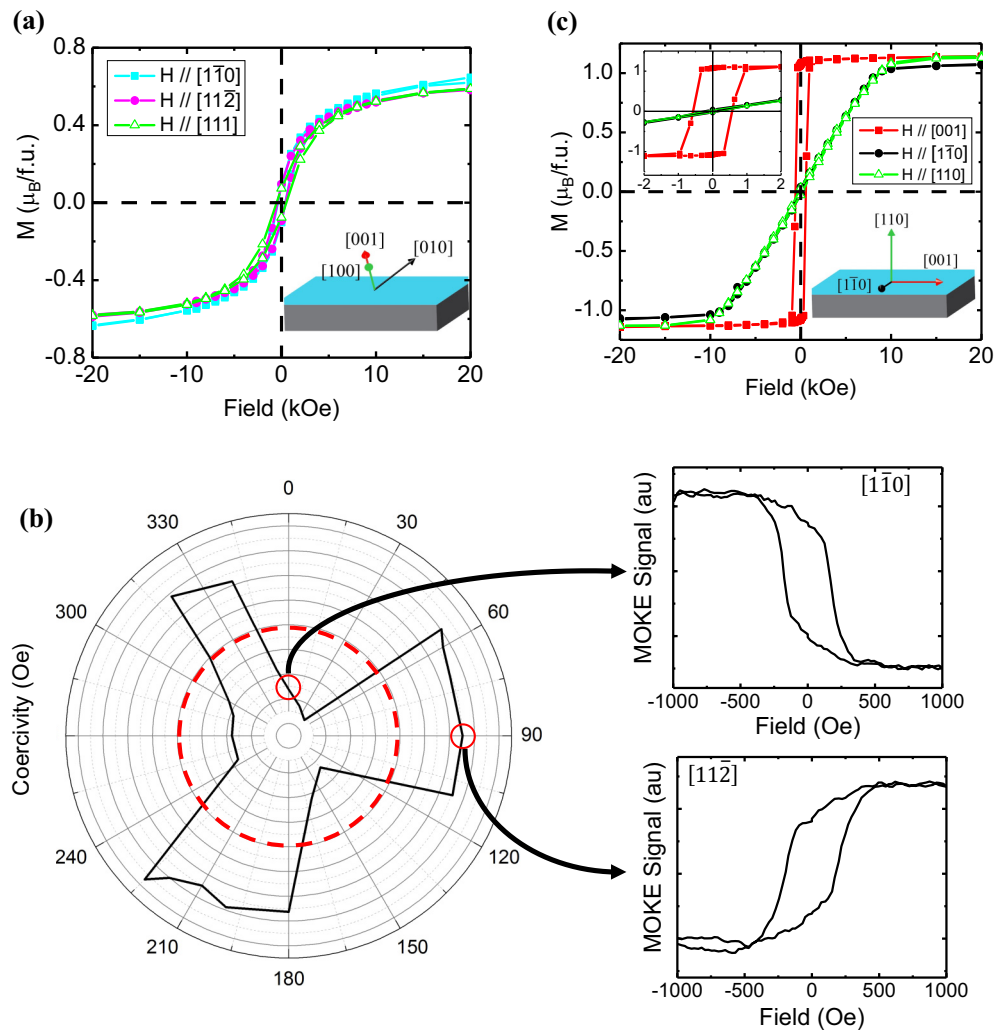 (a)
0.8
0.4
0.0
-0.4
-0.8
M (μB/f.u.)
H // [11̅0]
H // [112̅]
H // [111]
[001]
[100]
[010]
-20 -10 0 10 20
Field (kOe)
(c)
1.0
0.5
0.0
-0.5
-1.0
M (μB/f.u.)
1
0
-1
-2 -1 0 1 2
H // [001]
H // [11̅0]
H // [110]
[110]
[001]
[11̅0]
-20 -10 0 10 20
Field (kOe)
(b)
Coercivity (Oe)
0
30
60
90
120
150
180
210
240
300
330
MOKE Signal (au)
[11̅0]
-1000 -500 0 500 1000
Field (Oe)
MOKE Signal (au)
[112̅]
-1000 -500 0 500 1000
Field (Oe)